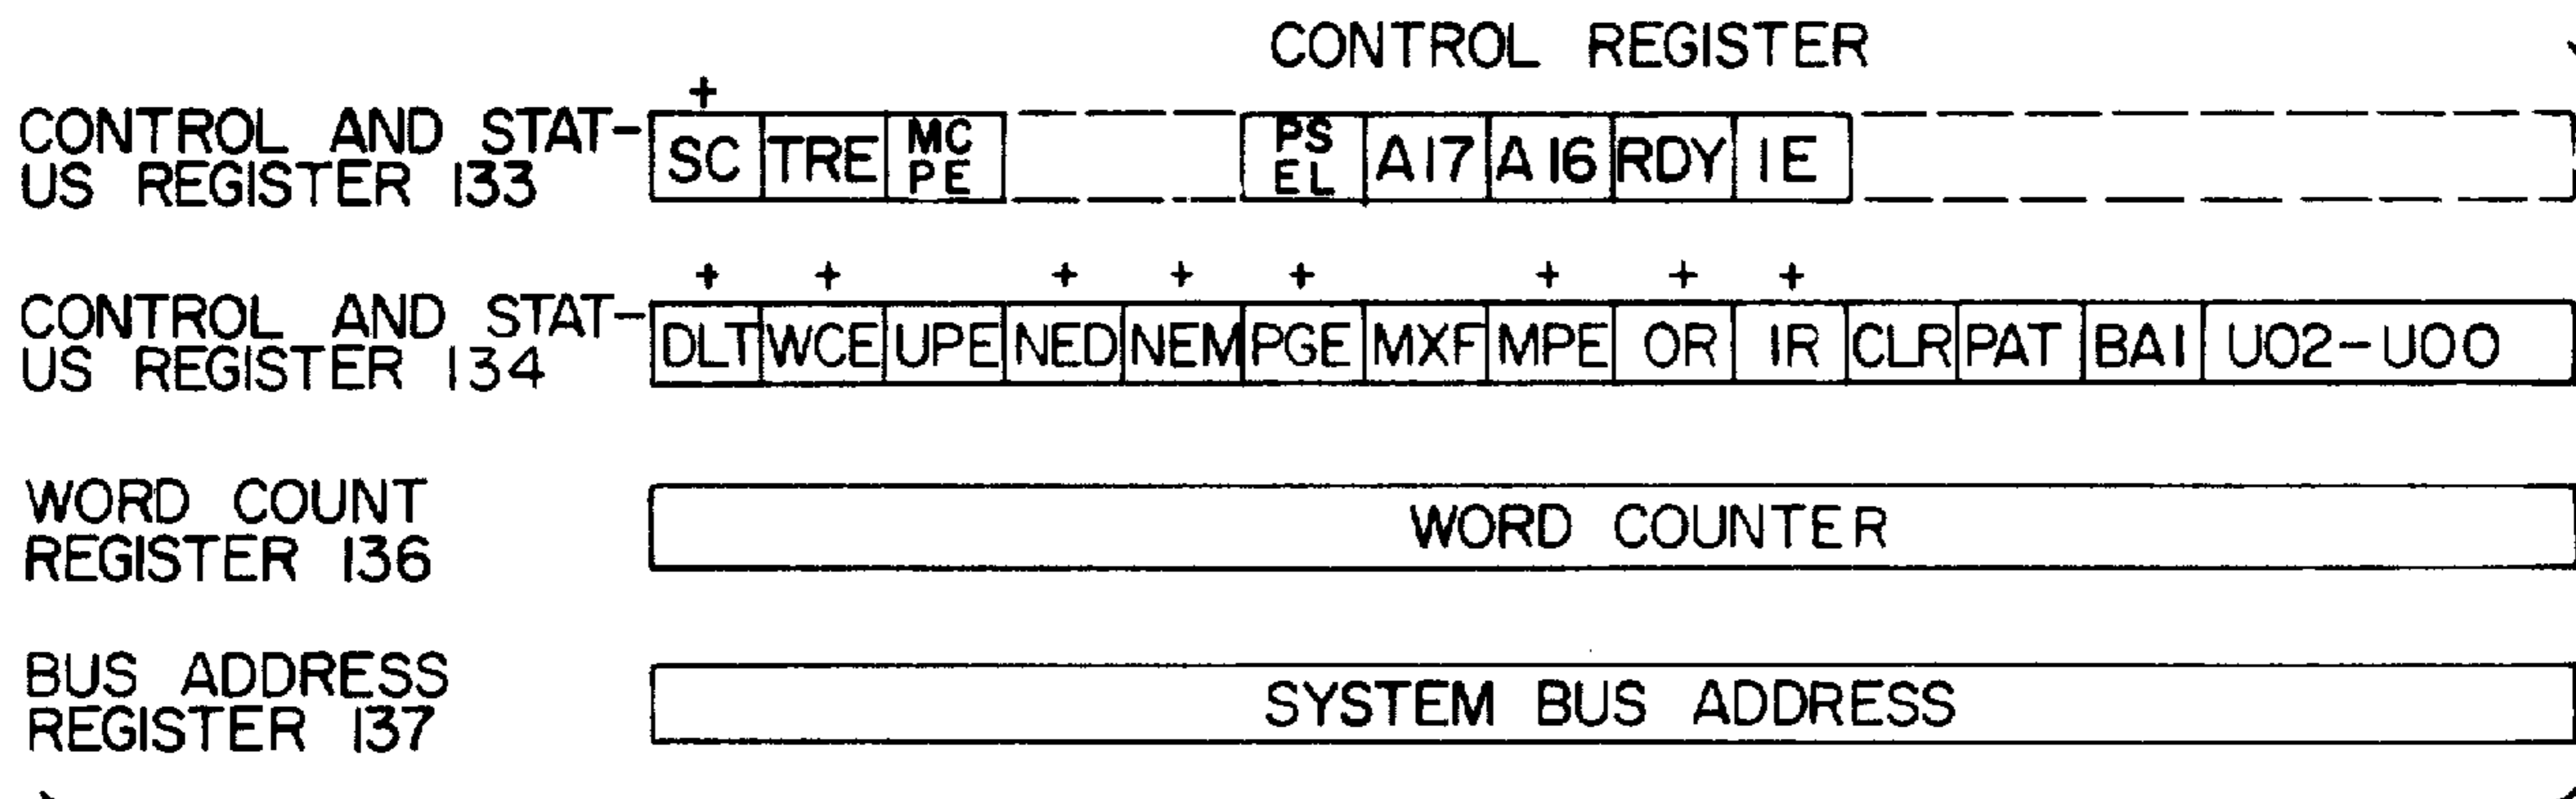 CONTROL REGISTER
+
CONTROL AND STAT-
US REGISTER 133
SC TRE MC PE PS EL A17 A16 RDY IE
+ + + + + + + +
CONTROL AND STAT-
US REGISTER 134
DLT WCE UPE NED NEM PGE MXF MPE OR IR CLR PAT BAI U02-U00
WORD COUNT
REGISTER 136
WORD COUNTER
BUS ADDRESS
REGISTER 137
SYSTEM BUS ADDRESS